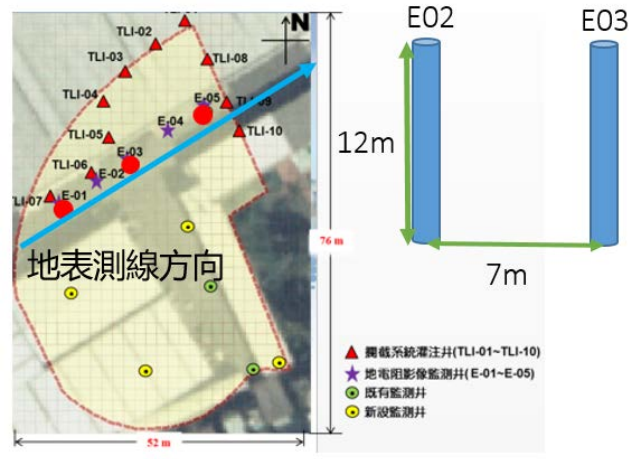 TLI-02
N
TLI-03
TLI-08
TLI-04
E-05
TLI-09
E-04
TLI-05
TLI-10
E-03
TLI-06
E-02
TLI-07
E-01
地表測線方向
76 m
52 m
E02
E03
12m
7m
攔截系統灌注井(TLI-01~TLI-10)
地電阻影像監測井(E-01~E-05)
既有監測井
新設監測井